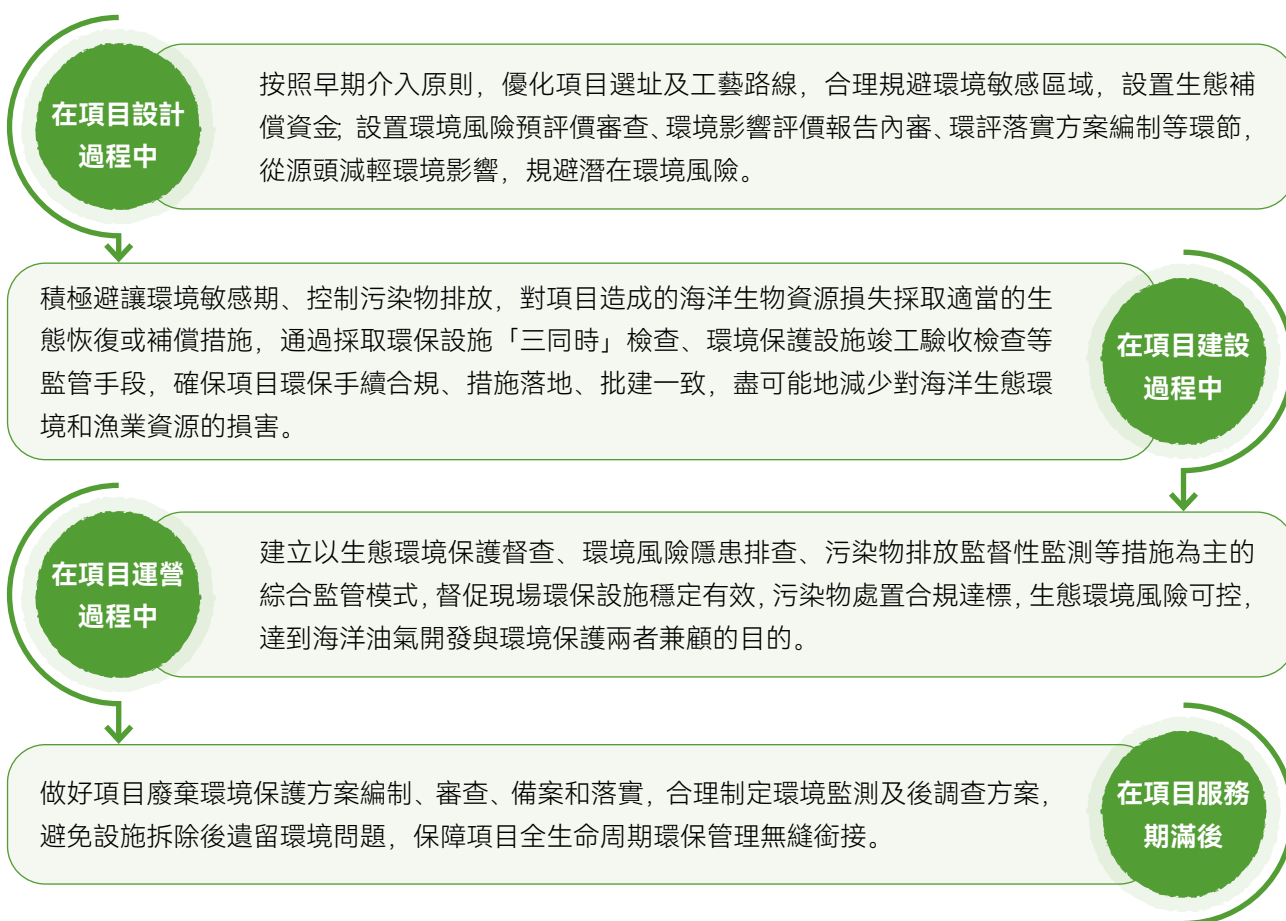 在項目設計
過程中
按照早期介入原則，優化項目選址及工藝路線，合理規避環境敏感區域，設置生態補
償資金；設置環境風險預評價審查、環境影響評價報告內審、環評落實方案編制等環節，
從源頭減輕環境影響，規避潛在環境風險。
積極避讓環境敏感期、控制污染物排放，對項目造成的海洋生物資源損失採取適當的生
態恢復或補償措施，通過採取環保設施「三同時」檢查、環境保護設施竣工驗收檢查等
監管手段，確保項目環保手續合規、措施落地、批建一致，盡可能地減少對海洋生態環
境和漁業資源的損害。
在項目建設
過程中
在項目運營
過程中
建立以生態環境保護督查、環境風險隱患排查、污染物排放監督性監測等措施為主的
綜合監管模式，督促現場環保設施穩定有效，污染物處置合規達標，生態環境風險可控，
達到海洋油氣開發與環境保護兩者兼顧的目的。
做好項目廢棄環境保護方案編制、審查、備案和落實，合理制定環境監測及後調查方案，
避免設施拆除後遺留環境問題，保障項目全生命周期環保管理無縫銜接。
在項目服務
期滿後